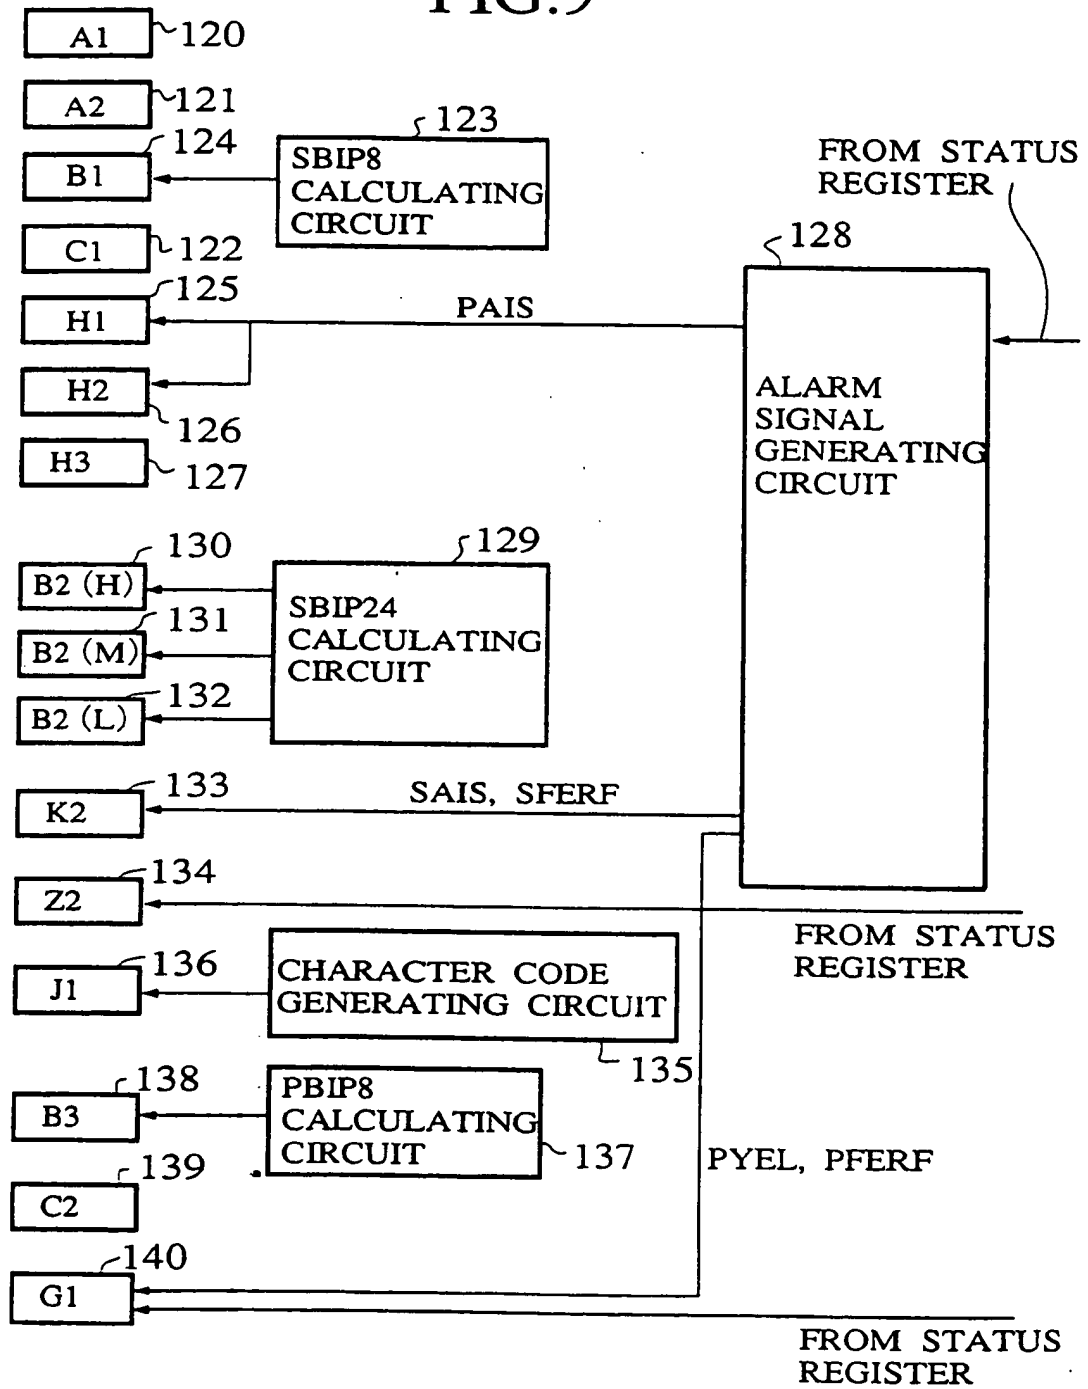 FIG.9
A1
120
A2
121
124
B1
SBIP8
CALCULATING
CIRCUIT
123
FROM STATUS
REGISTER
C1
122
128
125
H1
PAIS
H2
126
H3
127
ALARM
SIGNAL
GENERATING
CIRCUIT
130
B2 (H)
129
131
B2 (M)
SBIP24
CALCULATING
CIRCUIT
132
B2 (L)
133
K2
SAIS, SFERF
134
Z2
FROM STATUS
REGISTER
136
J1
CHARACTER CODE
GENERATING CIRCUIT
135
138
B3
PBIP8
CALCULATING
CIRCUIT
137
PYEL, PFERF
139
C2
140
G1
FROM STATUS
REGISTER